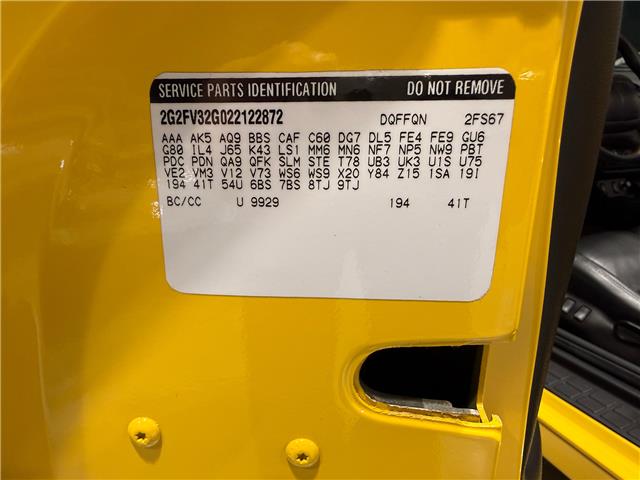 SERVICE PARTS IDENTIFICATION DO NOT REMOVE
2G2FV32G022122872 DQFFQN 2FS67
AAA AK5 AQ9 BBS CAF C60 DG7 DL5 FE4 FE9 GU6
G80 IL4 J65 K43 LS1 MM6 MN6 NF7 NP5 NW9 PBT
PDC PDN QA9 QFK SLM STE T78 UB3 UK3 U1S U75
VE2 VM3 V12 V73 WS6 WS9 X20 Y84 Z15 1SA 19I
194 41T 54U 6BS 7BS 8TJ 9TJ
BC/CC U 9929 194 41T